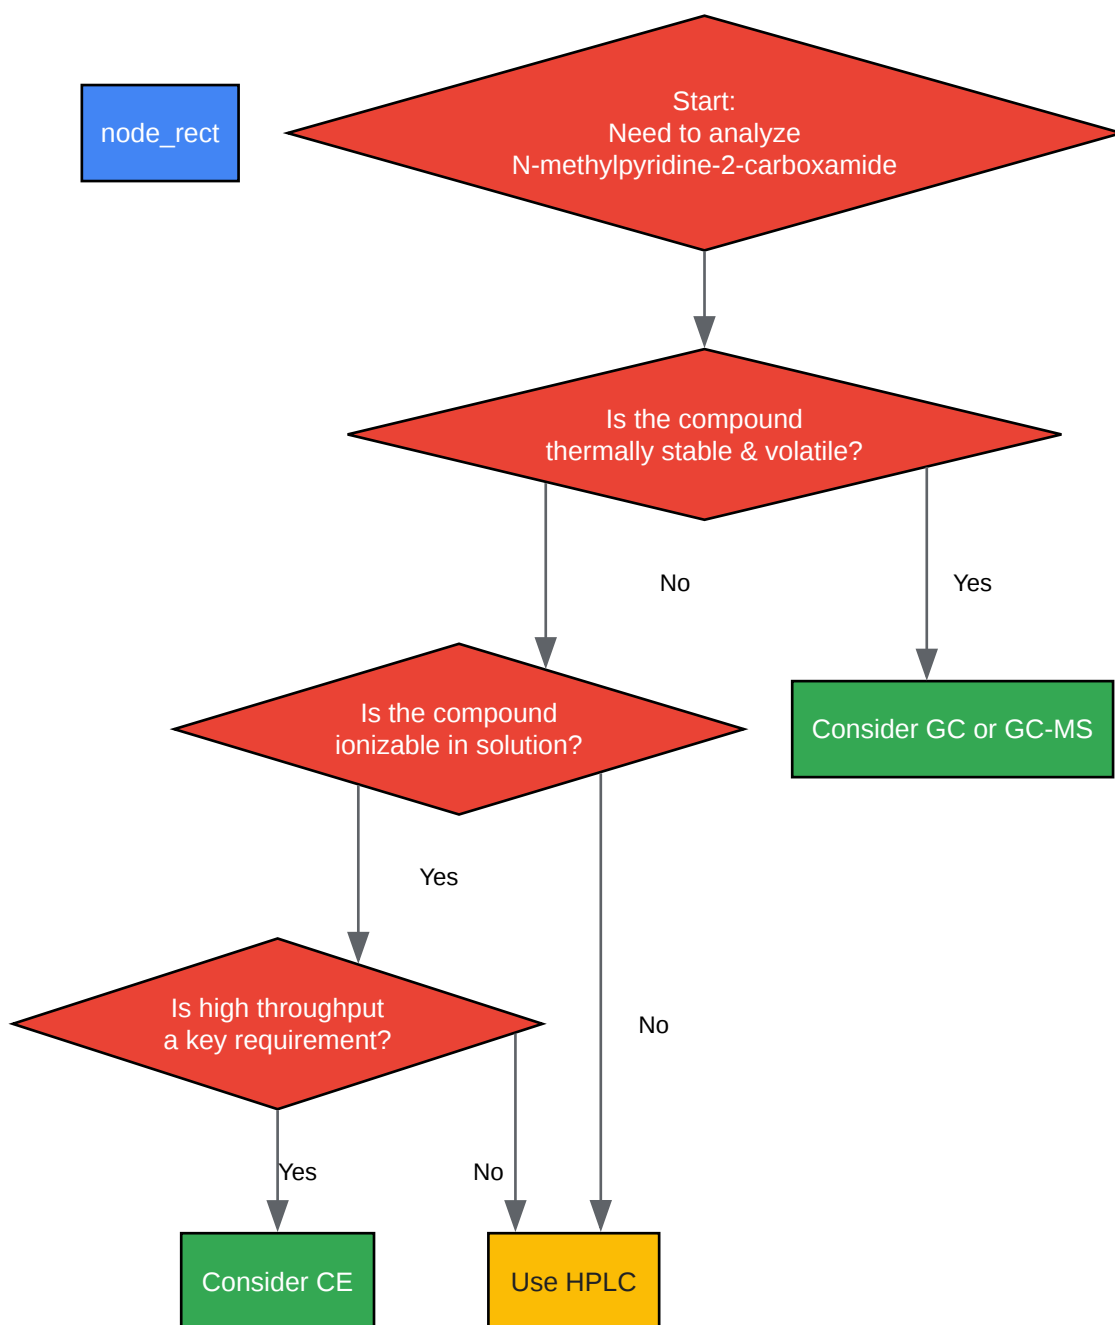 node_rect
Start:
Need to analyze
N-methylpyridine-2-carboxamide
Is the compound
thermally stable & volatile?
No
Yes
Is the compound
ionizable in solution?
Consider GC or GC-MS
Yes
Is high throughput
a key requirement?
No
Yes
No
Consider CE
Use HPLC